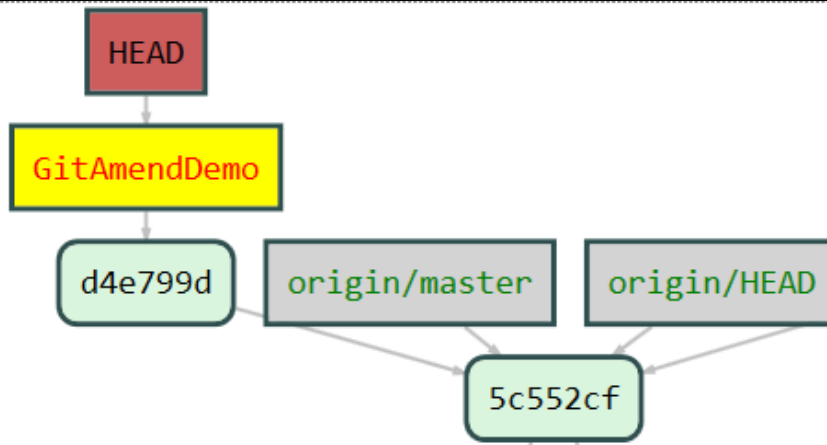 HEAD
GitAmendDemo
d4e799d
origin/master
origin/HEAD
5c552cf